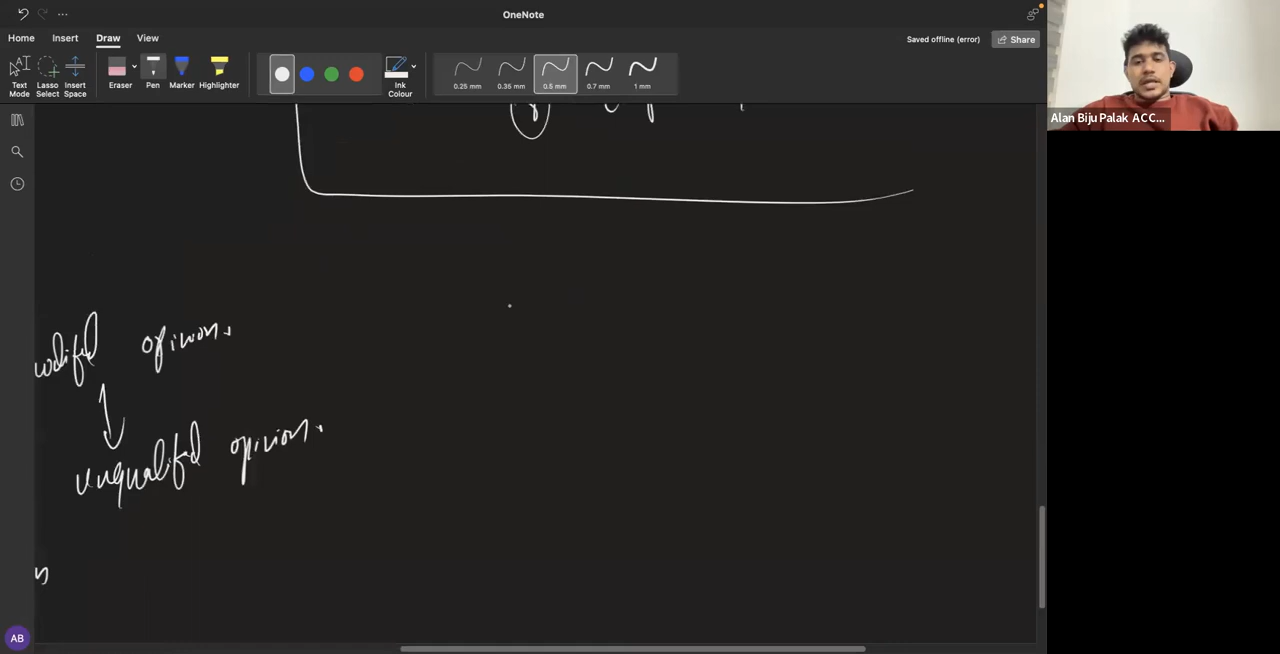 OneNote
Home Insert Draw View
Saved offline (error) Share
Text Mode Lasso Select Insert Space Eraser Pen Marker Highlighter Ink Colour 0.25 mm 0.35 mm 0.5 mm 0.7 mm 1 mm
Alan Biju Palak ACC...
opinion.
unqualified opinion.
AB